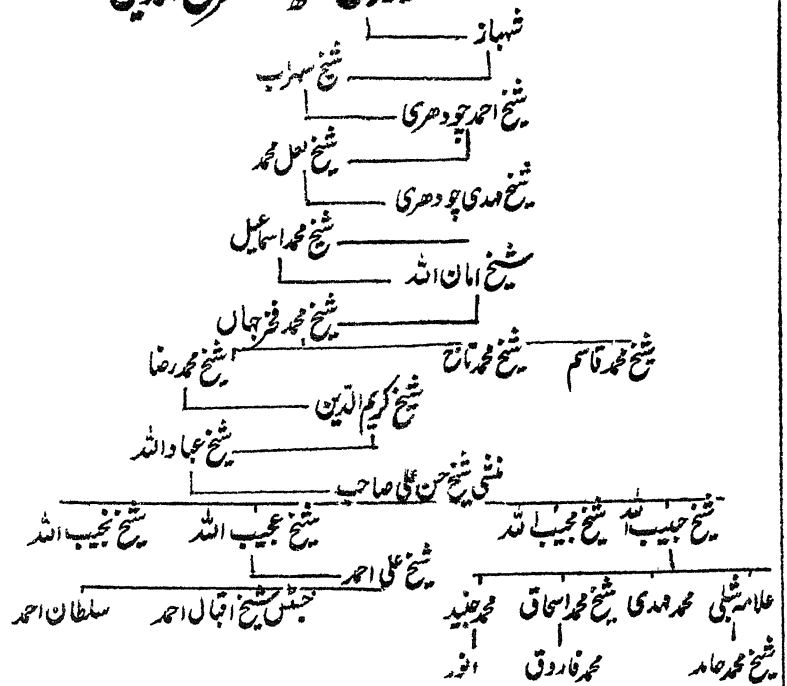 شہباز
شیخ سہراب
شیخ احمد چودھری
شیخ لعل محمد
شیخ مہدی چودھری
شیخ محمد اسماعیل
شیخ امان اللہ
شیخ محمد فخر جہاں
شیخ محمد قاسم شیخ محمد تاج شیخ محمد رضا
شیخ کریم الدین
شیخ عباد اللہ
منشی شیخ حسن علی صاحب
شیخ حبیب اللہ شیخ مجیب اللہ شیخ عجیب اللہ شیخ نجیب اللہ
شیخ علی احمد
علامہ شبلی محمد مہدی شیخ محمد اسحاق محمد جنید جسٹس شیخ اقبال احمد سلطان احمد
شیخ محمد حامد محمد فاروق انور